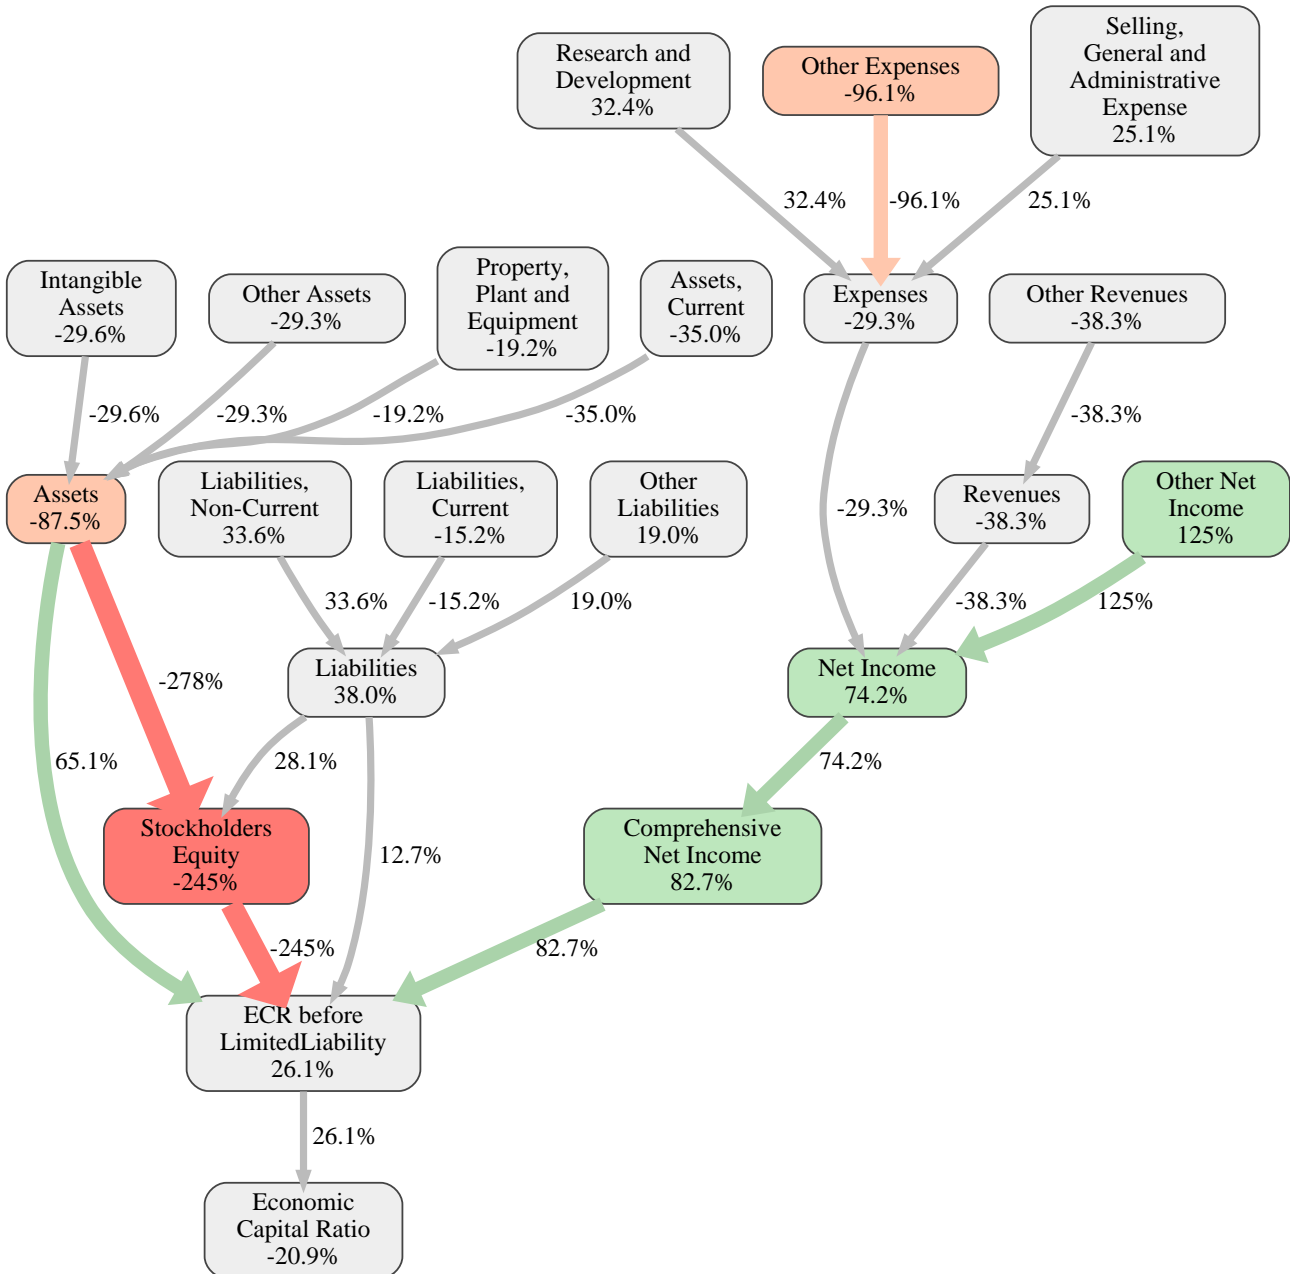 Selling,
General and
Administrative
Expense
25.1%
Research and
Development
32.4%
Other Expenses
-96.1%
32.4%
-96.1%
25.1%
Intangible
Assets
-29.6%
Other Assets
-29.3%
Property,
Plant and
Equipment
-19.2%
Assets,
Current
-35.0%
Expenses
-29.3%
Other Revenues
-38.3%
-29.6%
-29.3%
-19.2%
-35.0%
-38.3%
Assets
-87.5%
Liabilities,
Non-Current
33.6%
Liabilities,
Current
-15.2%
Other
Liabilities
19.0%
-29.3%
Revenues
-38.3%
Other Net
Income
125%
33.6%
-15.2%
19.0%
-38.3%
125%
-278%
Liabilities
38.0%
Net Income
74.2%
65.1%
28.1%
74.2%
Stockholders
Equity
-245%
12.7%
Comprehensive
Net Income
82.7%
-245%
82.7%
ECR before
LimitedLiability
26.1%
26.1%
Economic
Capital Ratio
-20.9%